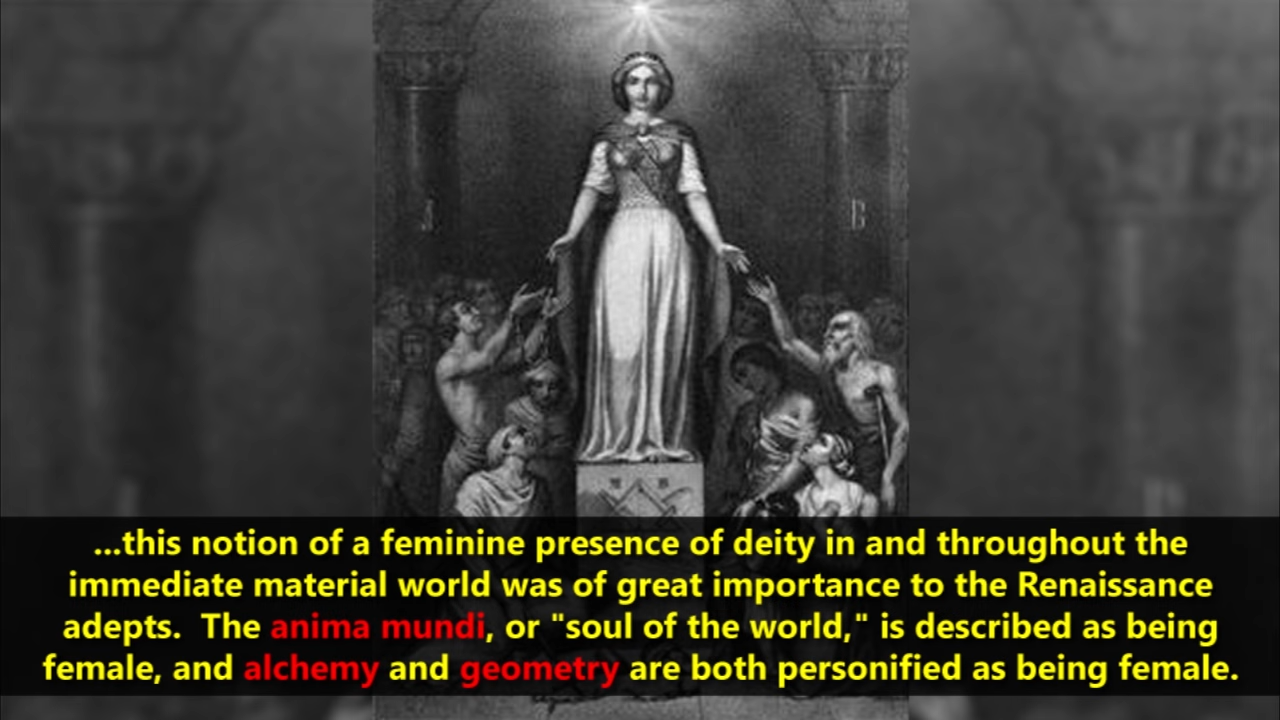 J
B
...this notion of a feminine presence of deity in and throughout the
immediate material world was of great importance to the Renaissance
adepts.  The anima mundi, or "soul of the world," is described as being
female, and alchemy and geometry are both personified as being female.